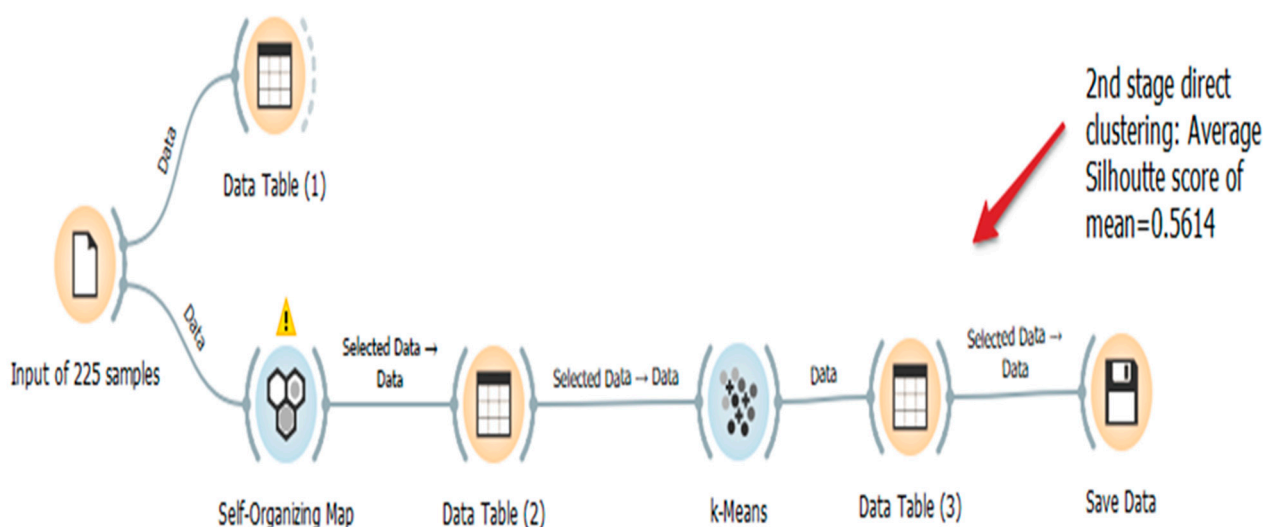 2nd stage direct
clustering: Average
Silhoutte score of
mean=0.5614
Data
Data Table (1)
Data
Input of 225 samples
Selected Data →
Data
Selected Data → Data
Data
Selected Data →
Data
Self-Organizing Map
Data Table (2)
k-Means
Data Table (3)
Save Data